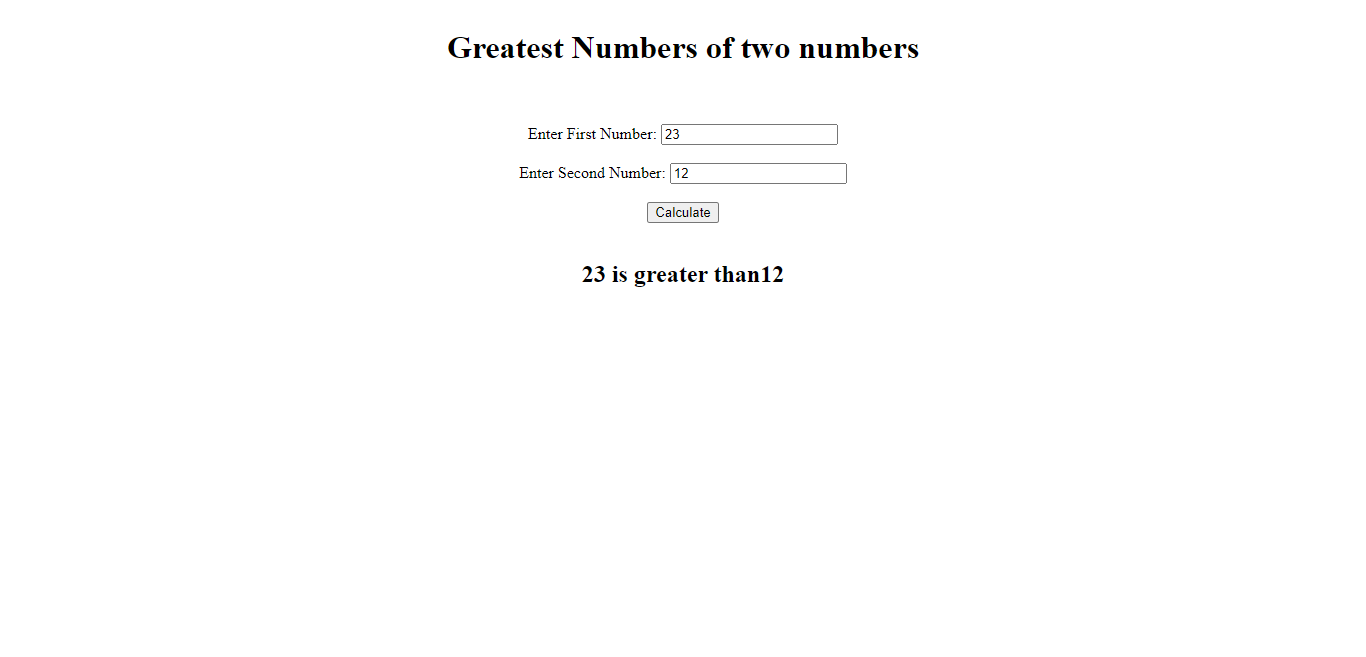 Greatest Numbers of two numbers
Enter First Number: 23
Enter Second Number: 12
Calculate
23 is greater than12